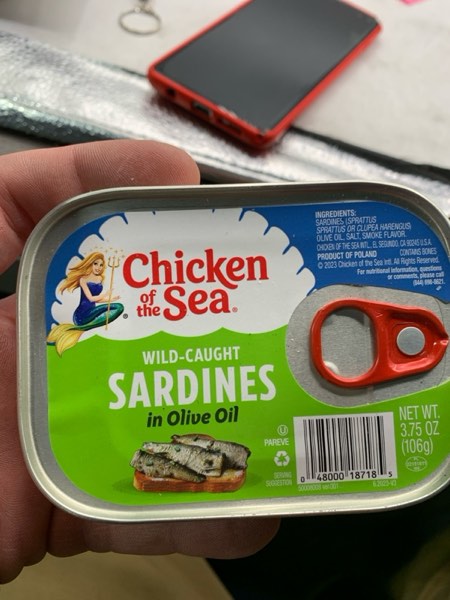 INGREDIENTS:
SARDINES (SPRATTUS
SPRATTUS OR CLUPEA HARENGUS)
OLIVE OIL, SALT, SMOKE FLAVOR.
CHICKEN OF THE SEA INT'L, EL SEGUNDO, CA 90245 U.S.A.
PRODUCT OF POLAND CONTAINS BONES
© 2023 Chicken of the Sea Intl. All Rights Reserved.
For nutritional information, questions
or comments, please call
Chicken
of the Sea®
WILD-CAUGHT
SARDINES
in Olive Oil
U
PAREVE
SERVING
SUGGESTION
0 48000 18718 5
NET WT.
3.75 OZ
(106g)